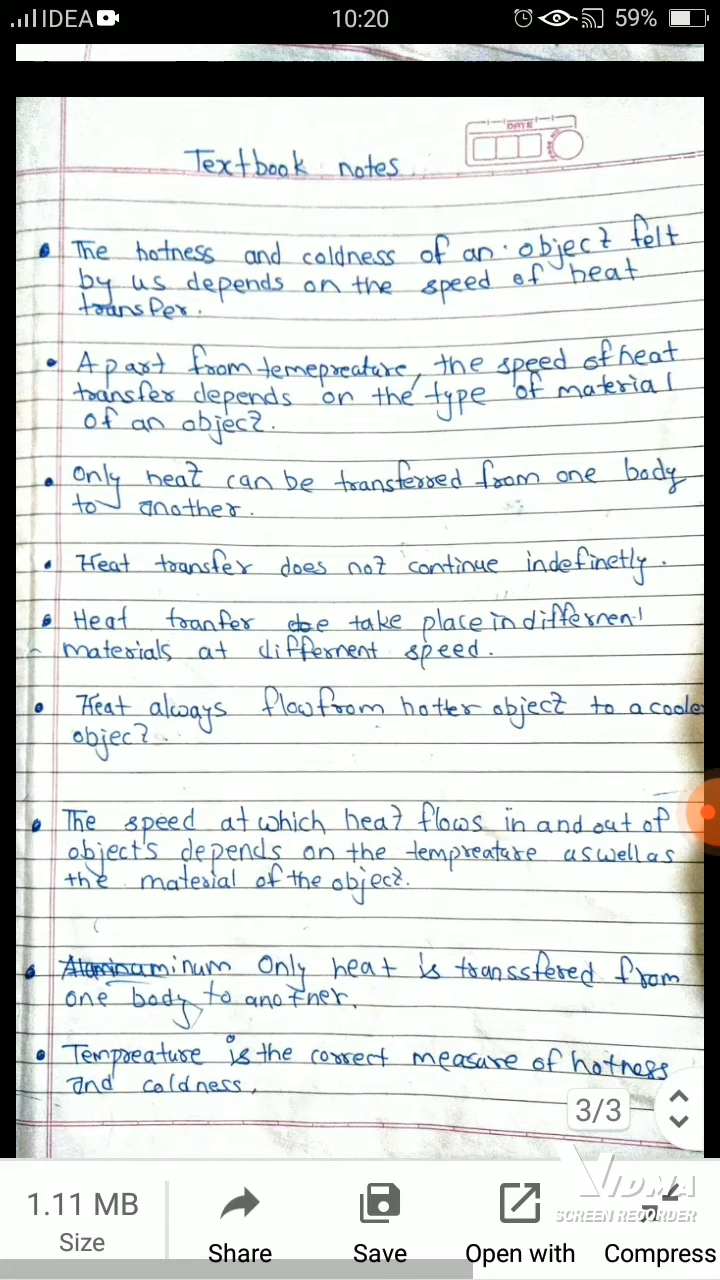 IDEA 10:20 59%
DATE
Textbook notes
• The hotness and coldness of an object felt
by us depends on the speed of heat
transfer.
• Apart from temepreature, the speed of heat
transfer depends on the type of material
of an object.
• Only heat can be transferred from one body
to another.
• Heat transfer does not continue indefinetly.
• Heat tranfer take place in differnent
materials at differnent speed.
• Heat always flow from hotter object to a coole
object.
• The speed at which heat flows in and out of
objects depends on the tempreature as well as
the material of the object.
• minum Only heat is transsfered from
one body to another.
• Tempreature is the correct measure of hotness
and coldness.
3/3
VIDMA
SCREEN RECORDER
1.11 MB
Size
Share
Save
Open with
Compress